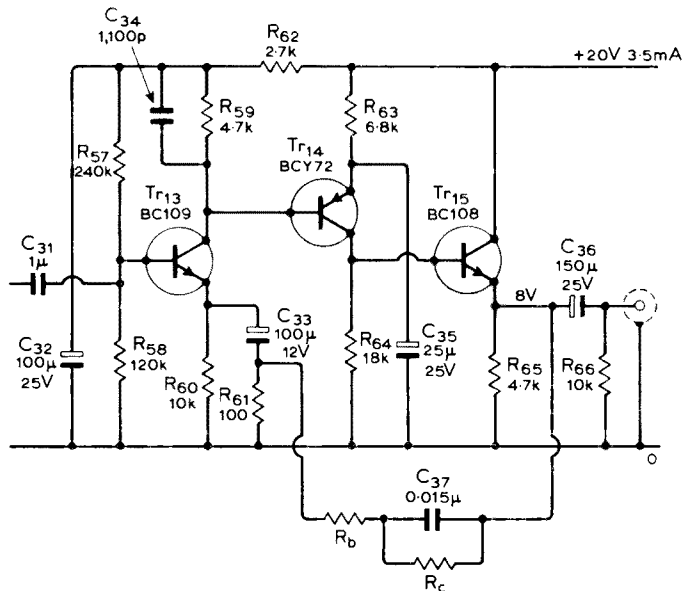 C34
1,100p
R62
2.7k
+20V 3.5mA
R59
4.7k
R63
6.8k
R57
240k
Tr14
BCY72
Tr13
BC109
Tr15
BC108
C31
1μ
C36
150μ
25V
8V
C33
100μ
12V
C32
100μ
25V
R58
120k
R60
10k
R61
100
R64
18k
C35
25μ
25V
R65
4.7k
R66
10k
O
C37
0.015μ
Rb
Rc